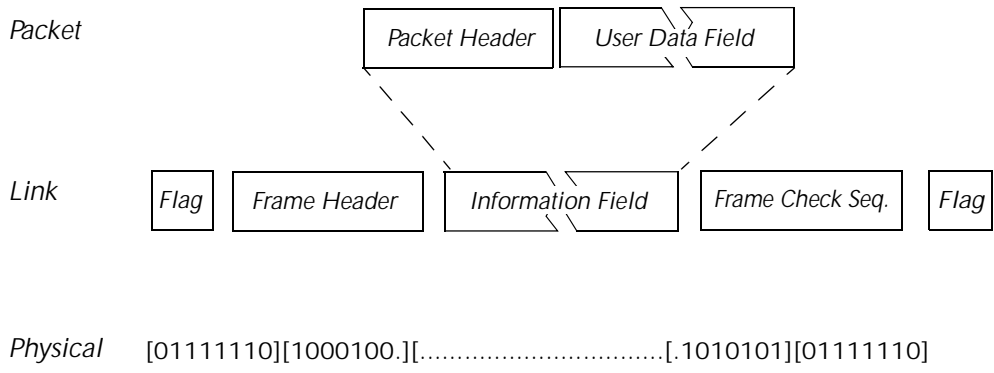 Packet Packet Header User Data Field
Link Flag Frame Header Information Field Frame Check Seq. Flag
Physical [01111110][1000100.][.................................[.1010101][01111110]